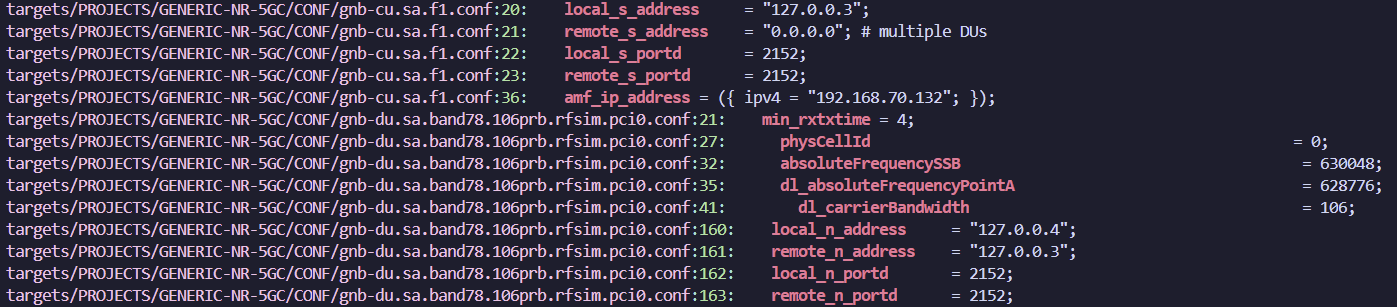 targets/PROJECTS/GENERIC-NR-5GC/CONF/gnb-cu.sa.f1.conf:20:    local_s_address     = "127.0.0.3";
targets/PROJECTS/GENERIC-NR-5GC/CONF/gnb-cu.sa.f1.conf:21:    remote_s_address    = "0.0.0.0"; # multiple DUs
targets/PROJECTS/GENERIC-NR-5GC/CONF/gnb-cu.sa.f1.conf:22:    local_s_portd       = 2152;
targets/PROJECTS/GENERIC-NR-5GC/CONF/gnb-cu.sa.f1.conf:23:    remote_s_portd      = 2152;
targets/PROJECTS/GENERIC-NR-5GC/CONF/gnb-cu.sa.f1.conf:36:    amf_ip_address = ({ ipv4 = "192.168.70.132"; });
targets/PROJECTS/GENERIC-NR-5GC/CONF/gnb-du.sa.band78.106prb.rfsim.pci0.conf:21:   min_rxtxtime = 4;
targets/PROJECTS/GENERIC-NR-5GC/CONF/gnb-du.sa.band78.106prb.rfsim.pci0.conf:27:     physCellId                                               = 0;
targets/PROJECTS/GENERIC-NR-5GC/CONF/gnb-du.sa.band78.106prb.rfsim.pci0.conf:32:     absoluteFrequencySSB                                      = 630048;
targets/PROJECTS/GENERIC-NR-5GC/CONF/gnb-du.sa.band78.106prb.rfsim.pci0.conf:35:     dl_absoluteFrequencyPointA                                = 628776;
targets/PROJECTS/GENERIC-NR-5GC/CONF/gnb-du.sa.band78.106prb.rfsim.pci0.conf:41:       dl_carrierBandwidth                                     = 106;
targets/PROJECTS/GENERIC-NR-5GC/CONF/gnb-du.sa.band78.106prb.rfsim.pci0.conf:160:    local_n_address     = "127.0.0.4";
targets/PROJECTS/GENERIC-NR-5GC/CONF/gnb-du.sa.band78.106prb.rfsim.pci0.conf:161:    remote_n_address    = "127.0.0.3";
targets/PROJECTS/GENERIC-NR-5GC/CONF/gnb-du.sa.band78.106prb.rfsim.pci0.conf:162:    local_n_portd       = 2152;
targets/PROJECTS/GENERIC-NR-5GC/CONF/gnb-du.sa.band78.106prb.rfsim.pci0.conf:163:    remote_n_portd      = 2152;